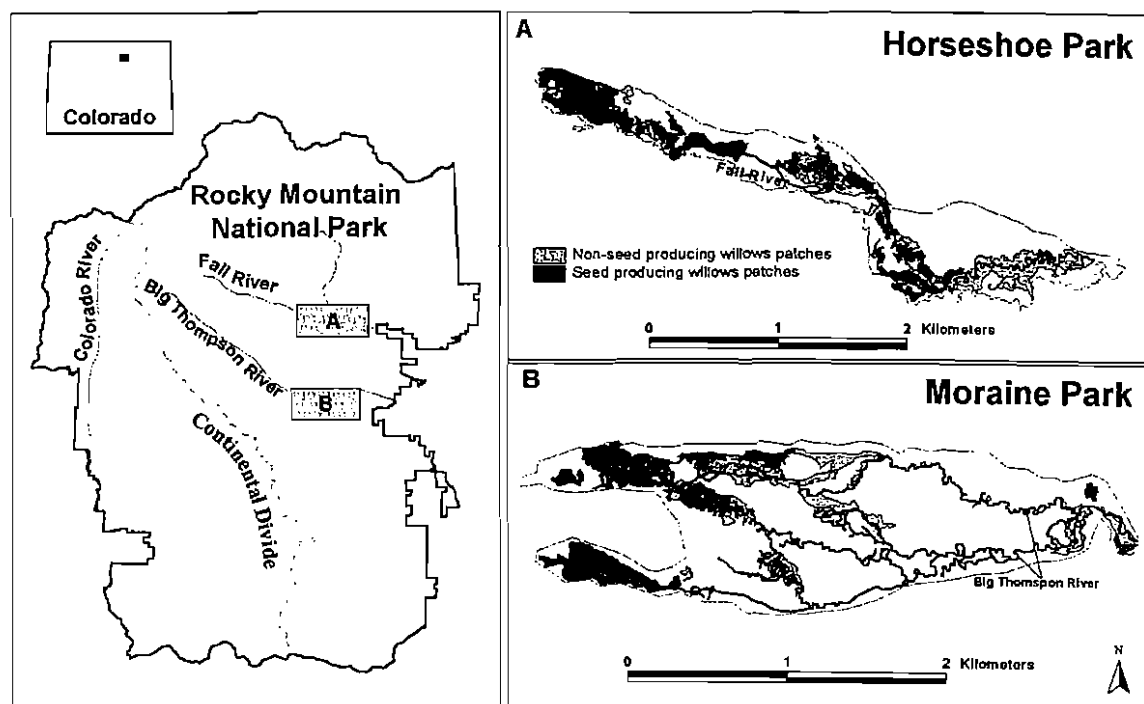 Colorado
Rocky Mountain
National Park
Colorado River
Fall River
Big Thompson River
A
B
Continental Divide
A
Horseshoe Park
Fall River
Non-seed producing willows patches
Seed producing willows patches
0 1 2 Kilometers
B
Moraine Park
Big Thomspon River
0 1 2 Kilometers
N